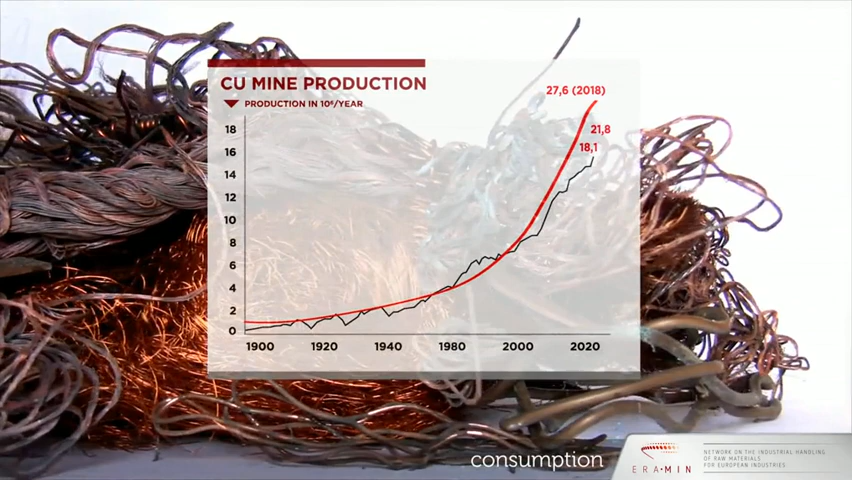 CU MINE PRODUCTION
PRODUCTION IN 10⁶/YEAR
27,6 (2018)
21,8
18,1
18
16
14
12
10
8
6
4
2
0
1900 1920 1940 1980 2000 2020
consumption
ERA•MIN
NETWORK ON THE INDUSTRIAL HANDLING
OF RAW MATERIALS
FOR EUROPEAN INDUSTRIES